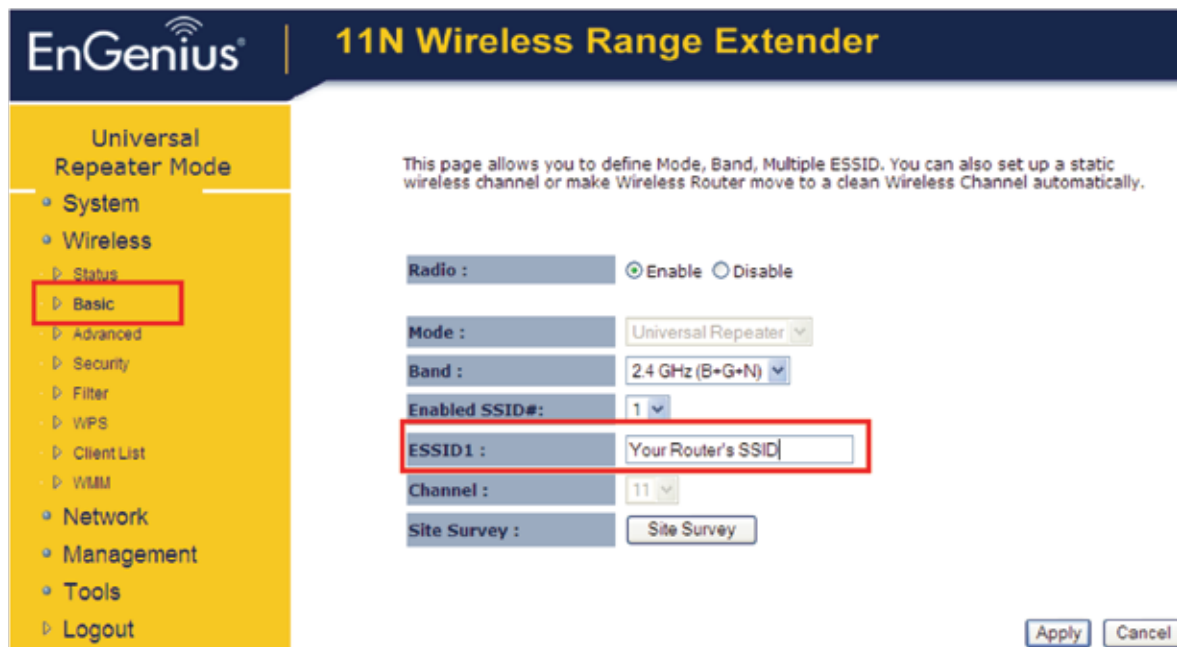 EnGenius®
11N Wireless Range Extender
Universal
Repeater Mode
System
Wireless
Status
Basic
Advanced
Security
Filter
WPS
Client List
WMM
Network
Management
Tools
Logout
This page allows you to define Mode, Band, Multiple ESSID. You can also set up a static
wireless channel or make Wireless Router move to a clean Wireless Channel automatically.
Radio : Enable Disable
Mode : Universal Repeater
Band : 2.4 GHz (B+G+N)
Enabled SSID#: 1
ESSID1 : Your Router's SSID
Channel : 11
Site Survey : Site Survey
Apply Cancel